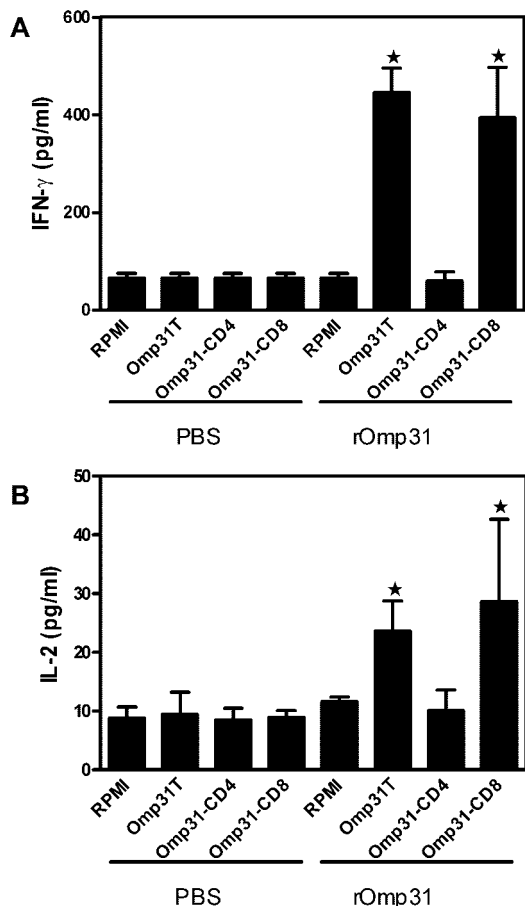 A
600
400
200
0
IFN-γ (pg/ml)
★
★
RPMI
Omp31T
Omp31-CD4
Omp31-CD8
RPMI
Omp31T
Omp31-CD4
Omp31-CD8
PBS
rOmp31
B
50
40
30
20
10
0
IL-2 (pg/ml)
★
★
RPMI
Omp31T
Omp31-CD4
Omp31-CD8
RPMI
Omp31T
Omp31-CD4
Omp31-CD8
PBS
rOmp31